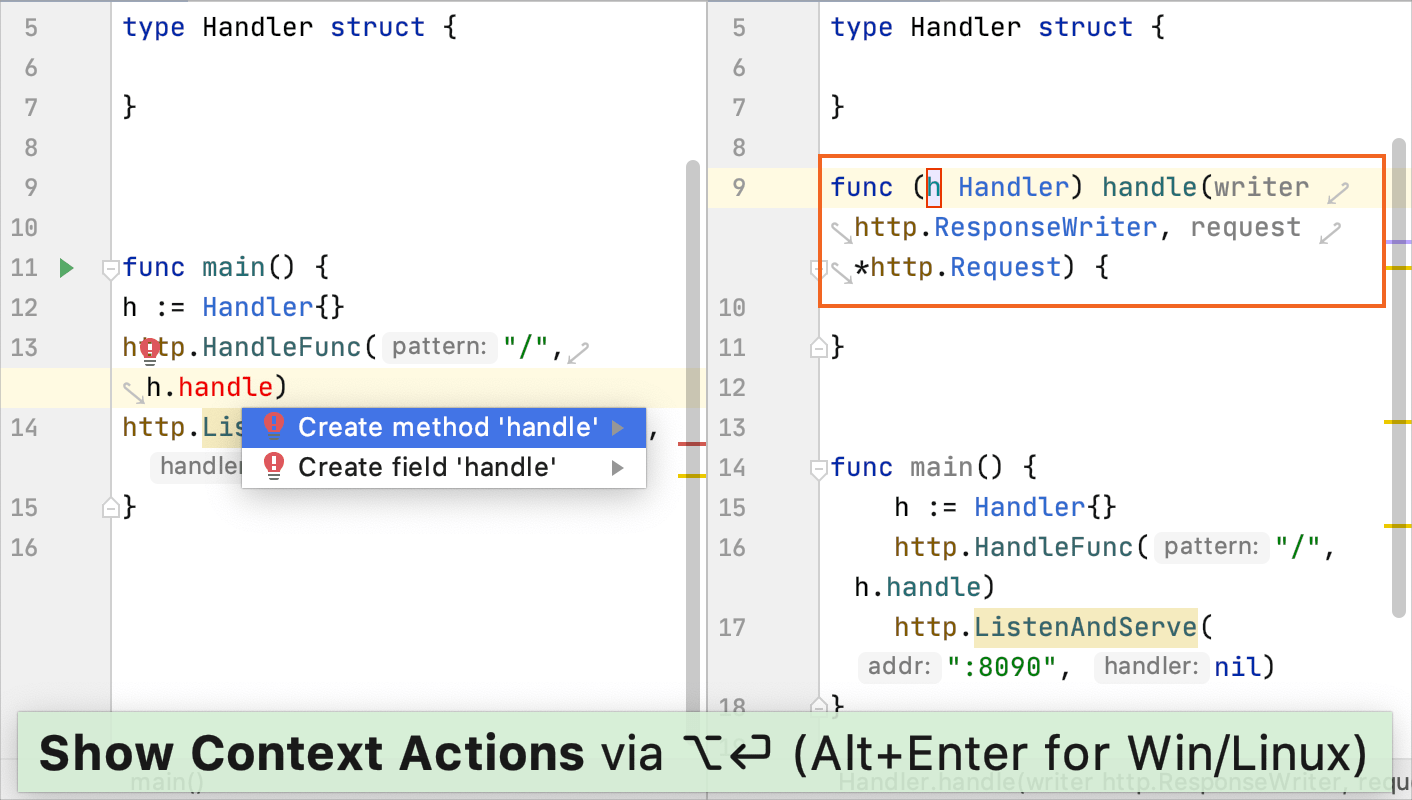 5 type Handler struct {
6
7 }
8
9
10
11 func main() {
12 h := Handler{}
13 http.HandleFunc( pattern: "/",
h.handle)
14 http.Lis ,
handler
Create method 'handle'
Create field 'handle'
15 }
16
5 type Handler struct {
6
7 }
8
9 func (h Handler) handle(writer
http.ResponseWriter, request
*http.Request) {
10
11 }
12
13
14 func main() {
15 h := Handler{}
16 http.HandleFunc( pattern: "/",
h.handle)
17 http.ListenAndServe(
addr: ":8090", handler: nil)
18 }
Show Context Actions via ⌥⏎ (Alt+Enter for Win/Linux)
main()
Handler.handle(writer http.ResponseWriter, requ